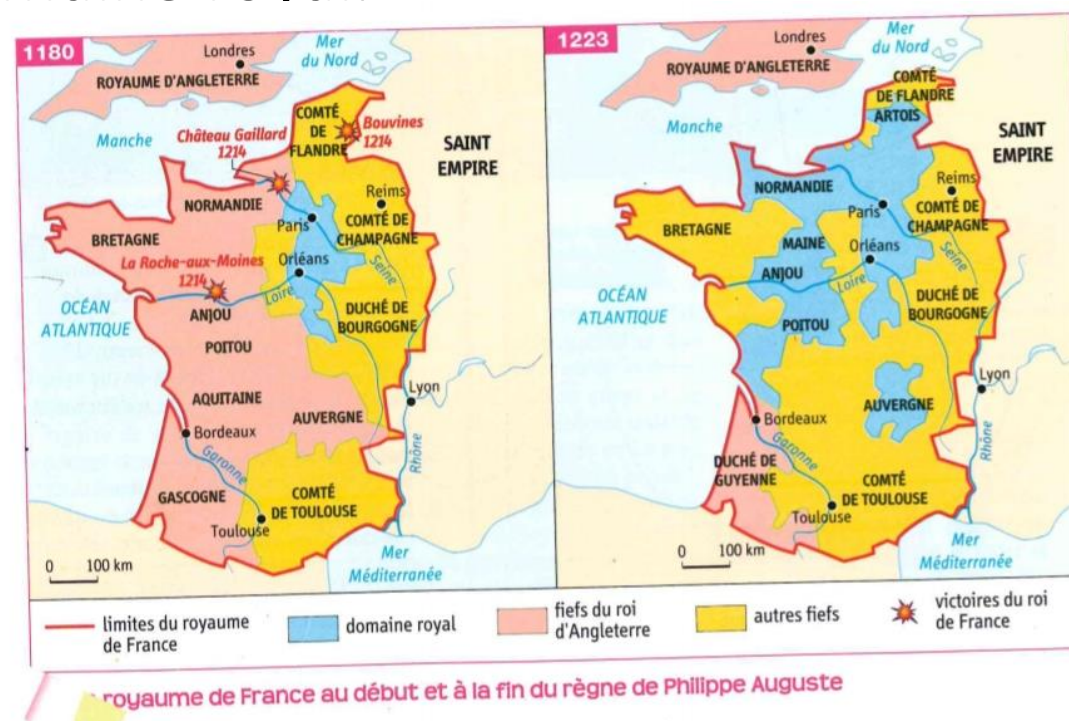 1180
Londres
Mer
du Nord
ROYAUME D'ANGLETERRE
Manche
Château Gaillard
1214
COMTÉ
DE
FLANDRE
Bouvines
1214
SAINT
EMPIRE
NORMANDIE
Reims
Paris
COMTÉ DE
CHAMPAGNE
BRETAGNE
La Roche-aux-Moines
1214
Orléans
Seine
Loire
OCÉAN
ATLANTIQUE
ANJOU
DUCHÉ DE
BOURGOGNE
POITOU
AQUITAINE
Lyon
AUVERGNE
Bordeaux
Garonne
Rhône
GASCOGNE
COMTÉ
DE TOULOUSE
Toulouse
Mer
Méditerranée
0 100 km
1223
Londres
Mer
du Nord
ROYAUME D'ANGLETERRE
COMTÉ
DE FLANDRE
ARTOIS
Manche
SAINT
EMPIRE
NORMANDIE
Reims
Paris
COMTÉ DE
CHAMPAGNE
BRETAGNE
MAINE
Orléans
Seine
ANJOU
Loire
OCÉAN
ATLANTIQUE
DUCHÉ DE
BOURGOGNE
POITOU
Lyon
AUVERGNE
Bordeaux
Garonne
Rhône
DUCHÉ DE
GUYENNE
COMTÉ
DE TOULOUSE
Toulouse
Mer
Méditerranée
0 100 km
limites du royaume
de France
domaine royal
fiefs du roi
d'Angleterre
autres fiefs
victoires du roi
de France
royaume de France au début et à la fin du règne de Philippe Auguste